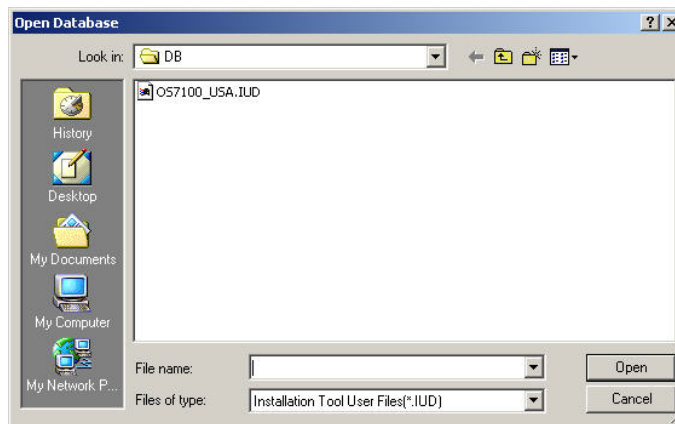 Open Database
Look in:
DB
OS7100_USA.IUD
History
Desktop
My Documents
My Computer
My Network P...
File name:
Open
Files of type:
Installation Tool User Files(*.IUD)
Cancel